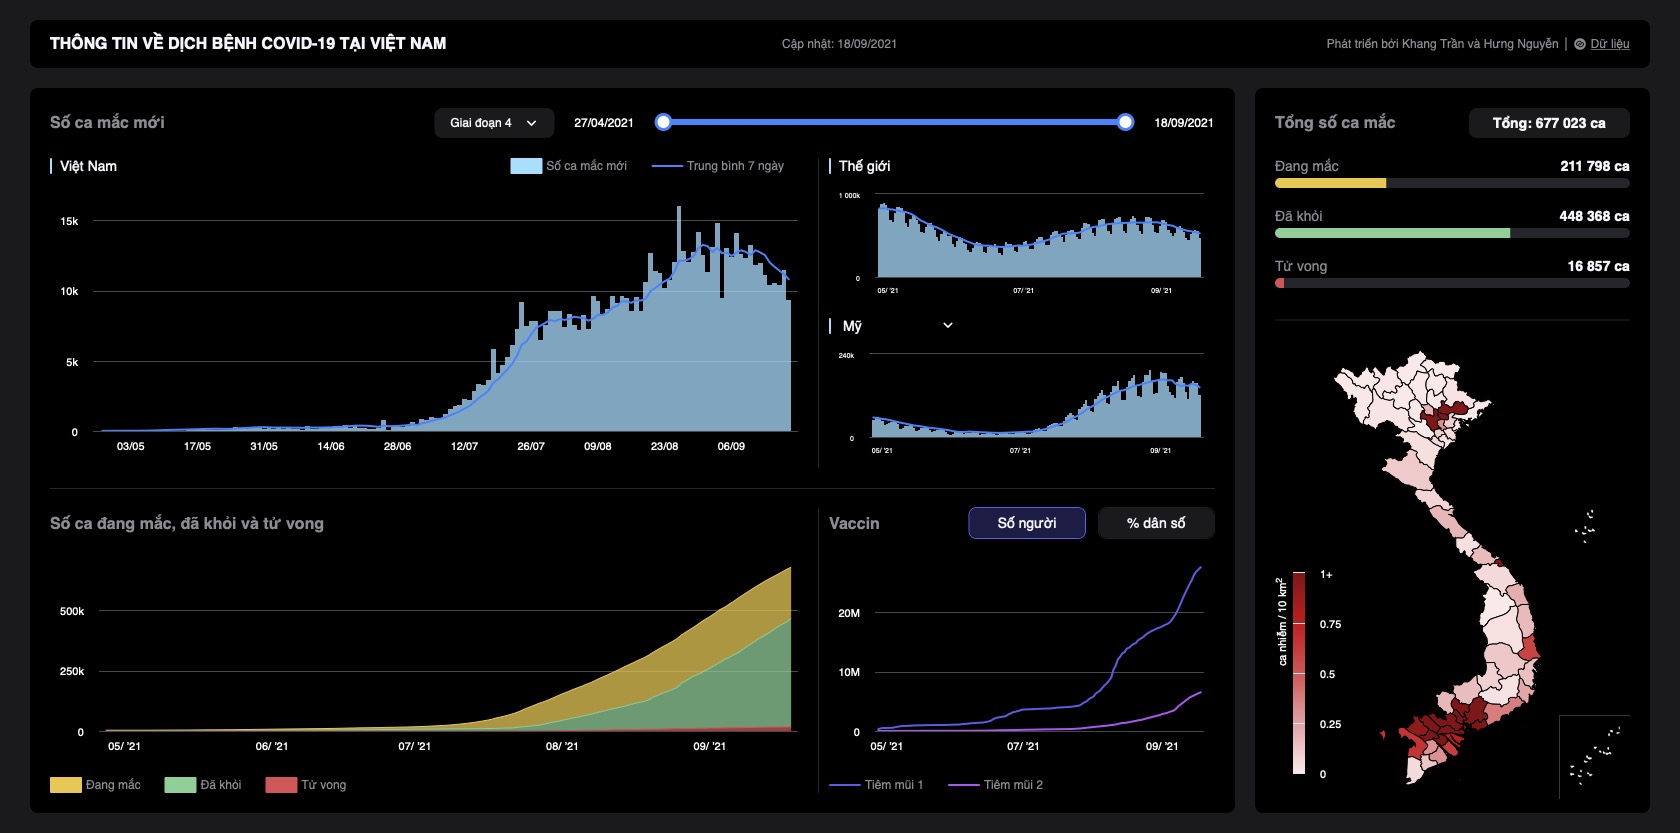 THÔNG TIN VỀ DỊCH BỆNH COVID-19 TẠI VIỆT NAM
Cập nhật: 18/09/2021
Phát triển bởi Khang Trần và Hưng Nguyễn | Dữ liệu
Số ca mắc mới
Giai đoạn 4
27/04/2021
18/09/2021
Việt Nam
Số ca mắc mới
Trung bình 7 ngày
15k
10k
5k
0
03/05 17/05 31/05 14/06 28/06 12/07 26/07 09/08 23/08 06/09
Thế giới
1 000k
0
05/ '21 07/ '21 09/ '21
Mỹ
240k
0
05/ '21 07/ '21 09/ '21
Số ca đang mắc, đã khỏi và tử vong
500k
250k
0
05/ '21 06/ '21 07/ '21 08/ '21 09/ '21
Đang mắc
Đã khỏi
Tử vong
Vaccin
Số người
% dân số
20M
10M
0
05/ '21 07/ '21 09/ '21
Tiêm mũi 1
Tiêm mũi 2
Tổng số ca mắc
Tổng: 677 023 ca
Đang mắc 211 798 ca
Đã khỏi 448 368 ca
Tử vong 16 857 ca
ca nhiễm / 10 km²
1+
0.75
0.5
0.25
0